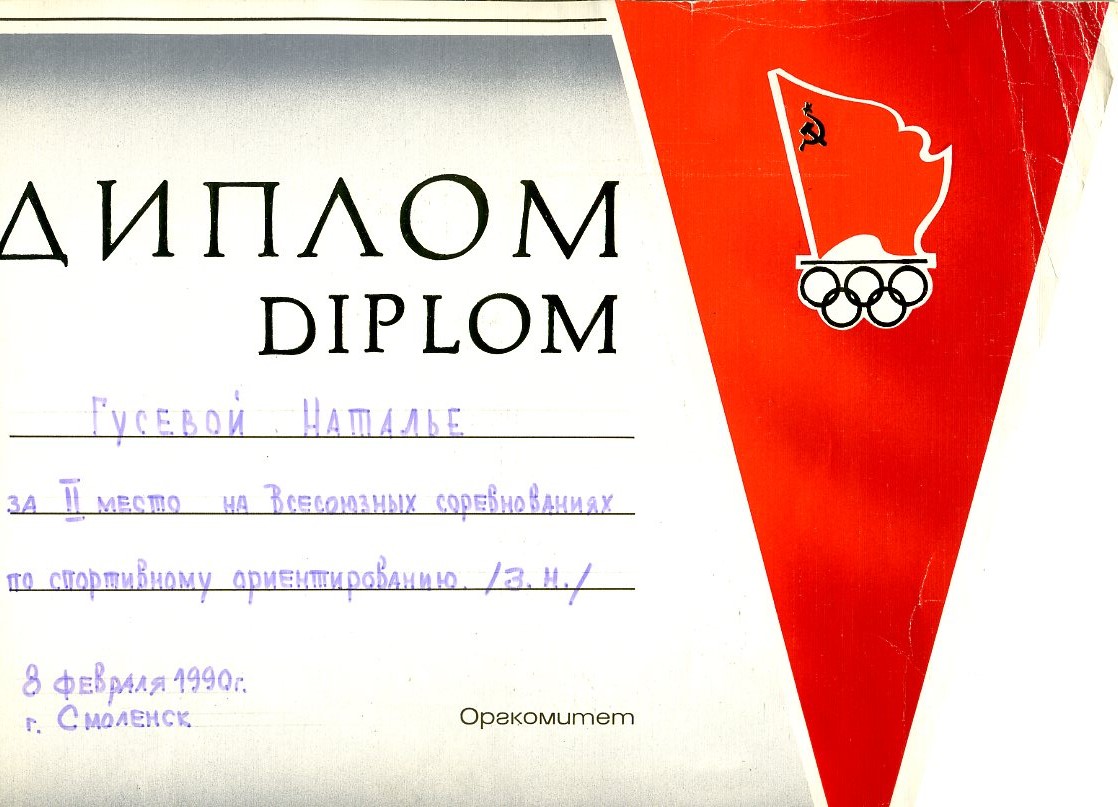 ДИПЛОМ
DIPLOM
Гусевой Наталье
за II место на Всесоюзных соревнованиях
по спортивному ориентированию. /З.Н./
8 февраля 1990г.
г. Смоленск
Оргкомитет